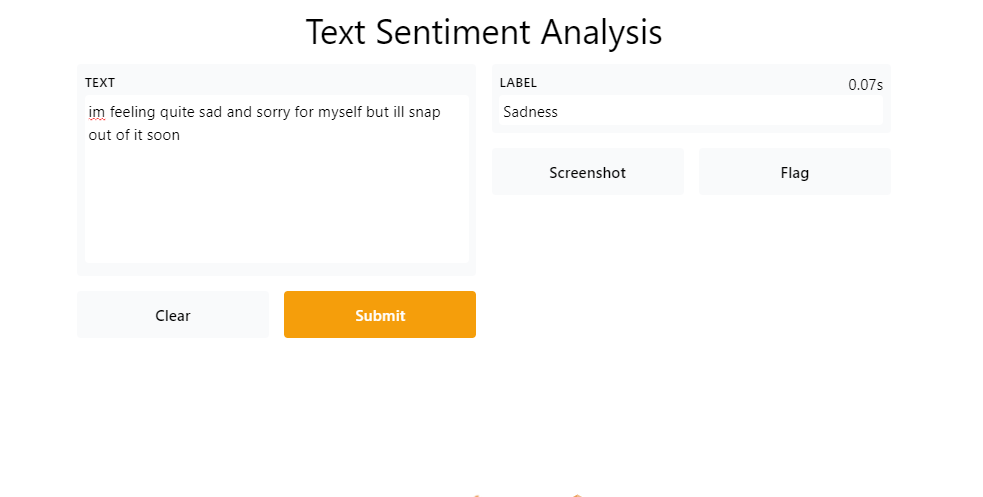 Text Sentiment Analysis
TEXT
im feeling quite sad and sorry for myself but ill snap
out of it soon
Clear
Submit
LABEL
0.07s
Sadness
Screenshot
Flag